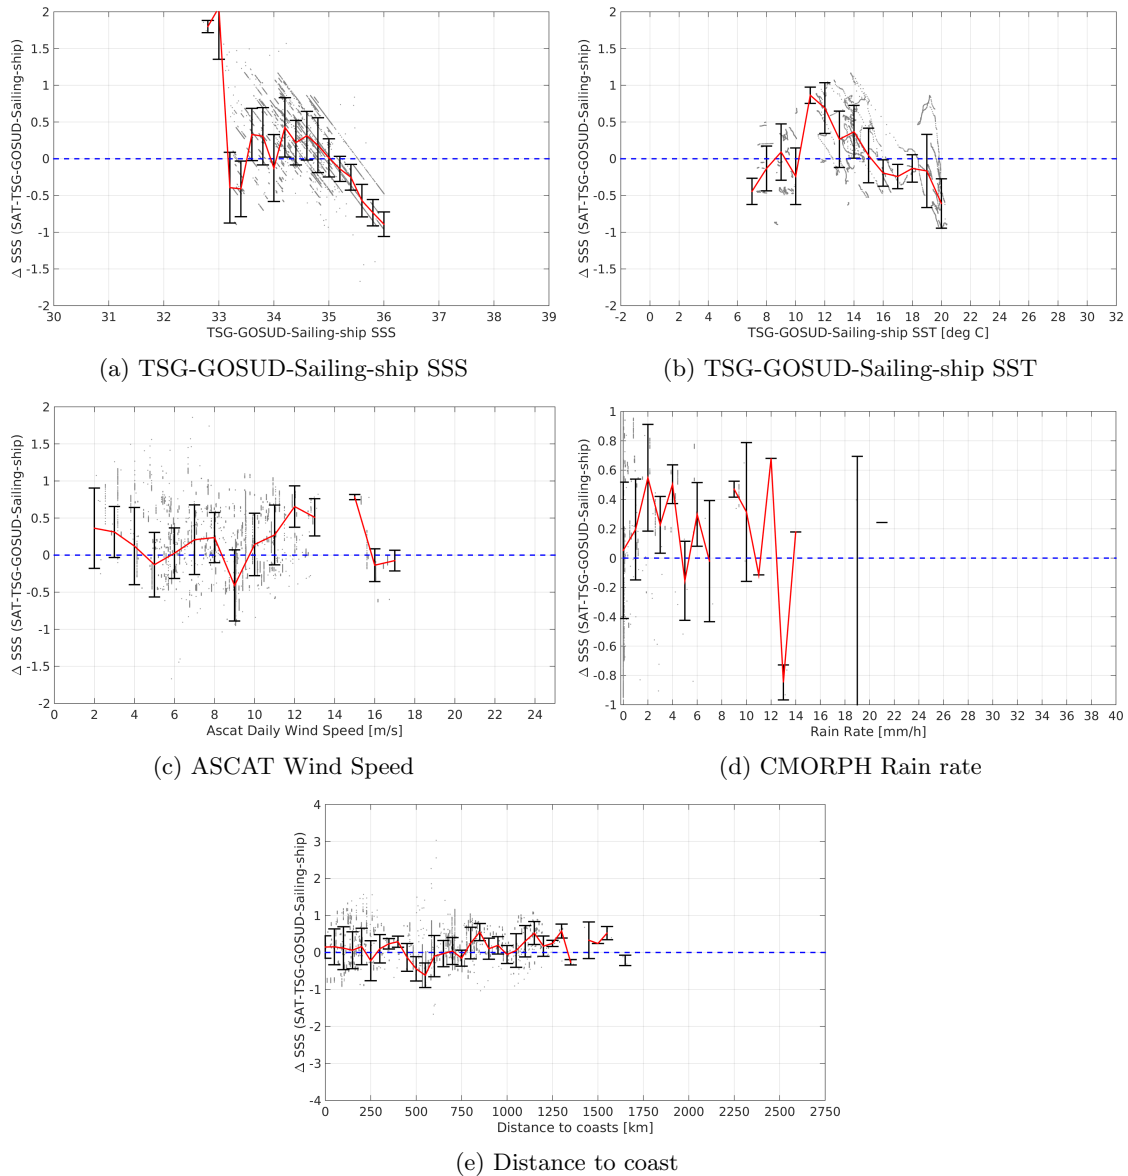 2
1.5
1
0.5
0
-0.5
-1
-1.5
-2
Δ SSS (SAT-TSG-GOSUD-Sailing-ship)
30 31 32 33 34 35 36 37 38 39
TSG-GOSUD-Sailing-ship SSS
(a) TSG-GOSUD-Sailing-ship SSS
2
1.5
1
0.5
0
-0.5
-1
-1.5
-2
Δ SSS (SAT-TSG-GOSUD-Sailing-ship)
-2 0 2 4 6 8 10 12 14 16 18 20 22 24 26 28 30 32
TSG-GOSUD-Sailing-ship SST [deg C]
(b) TSG-GOSUD-Sailing-ship SST
2
1.5
1
0.5
0
-0.5
-1
-1.5
-2
Δ SSS (SAT-TSG-GOSUD-Sailing-ship)
0 2 4 6 8 10 12 14 16 18 20 22 24
Ascat Daily Wind Speed [m/s]
(c) ASCAT Wind Speed
1
0.8
0.6
0.4
0.2
0
-0.2
-0.4
-0.6
-0.8
-1
Δ SSS (SAT-TSG-GOSUD-Sailing-ship)
0 2 4 6 8 10 12 14 16 18 20 22 24 26 28 30 32 34 36 38 40
Rain Rate [mm/h]
(d) CMORPH Rain rate
4
3
2
1
0
-1
-2
-3
-4
Δ SSS (SAT-TSG-GOSUD-Sailing-ship)
0 250 500 750 1000 1250 1500 1750 2000 2250 2500 2750
Distance to coasts [km]
(e) Distance to coast